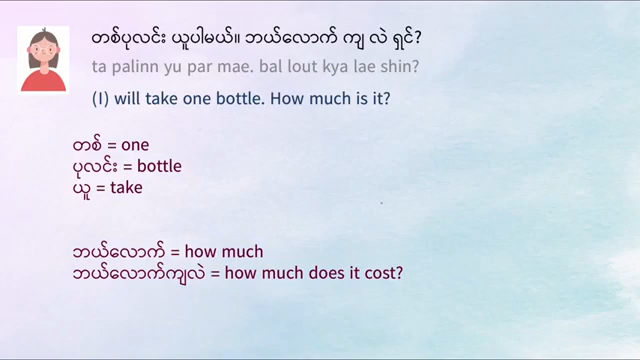 တစ်ပုလင်း ယူပါမယ်။ ဘယ်လောက် ကျ လဲ ရှင်?
ta palinn yu par mae. bal lout kya lae shin?
(I) will take one bottle. How much is it?
တစ် = one
ပုလင်း = bottle
ယူ = take
ဘယ်လောက် = how much
ဘယ်လောက်ကျလဲ = how much does it cost?